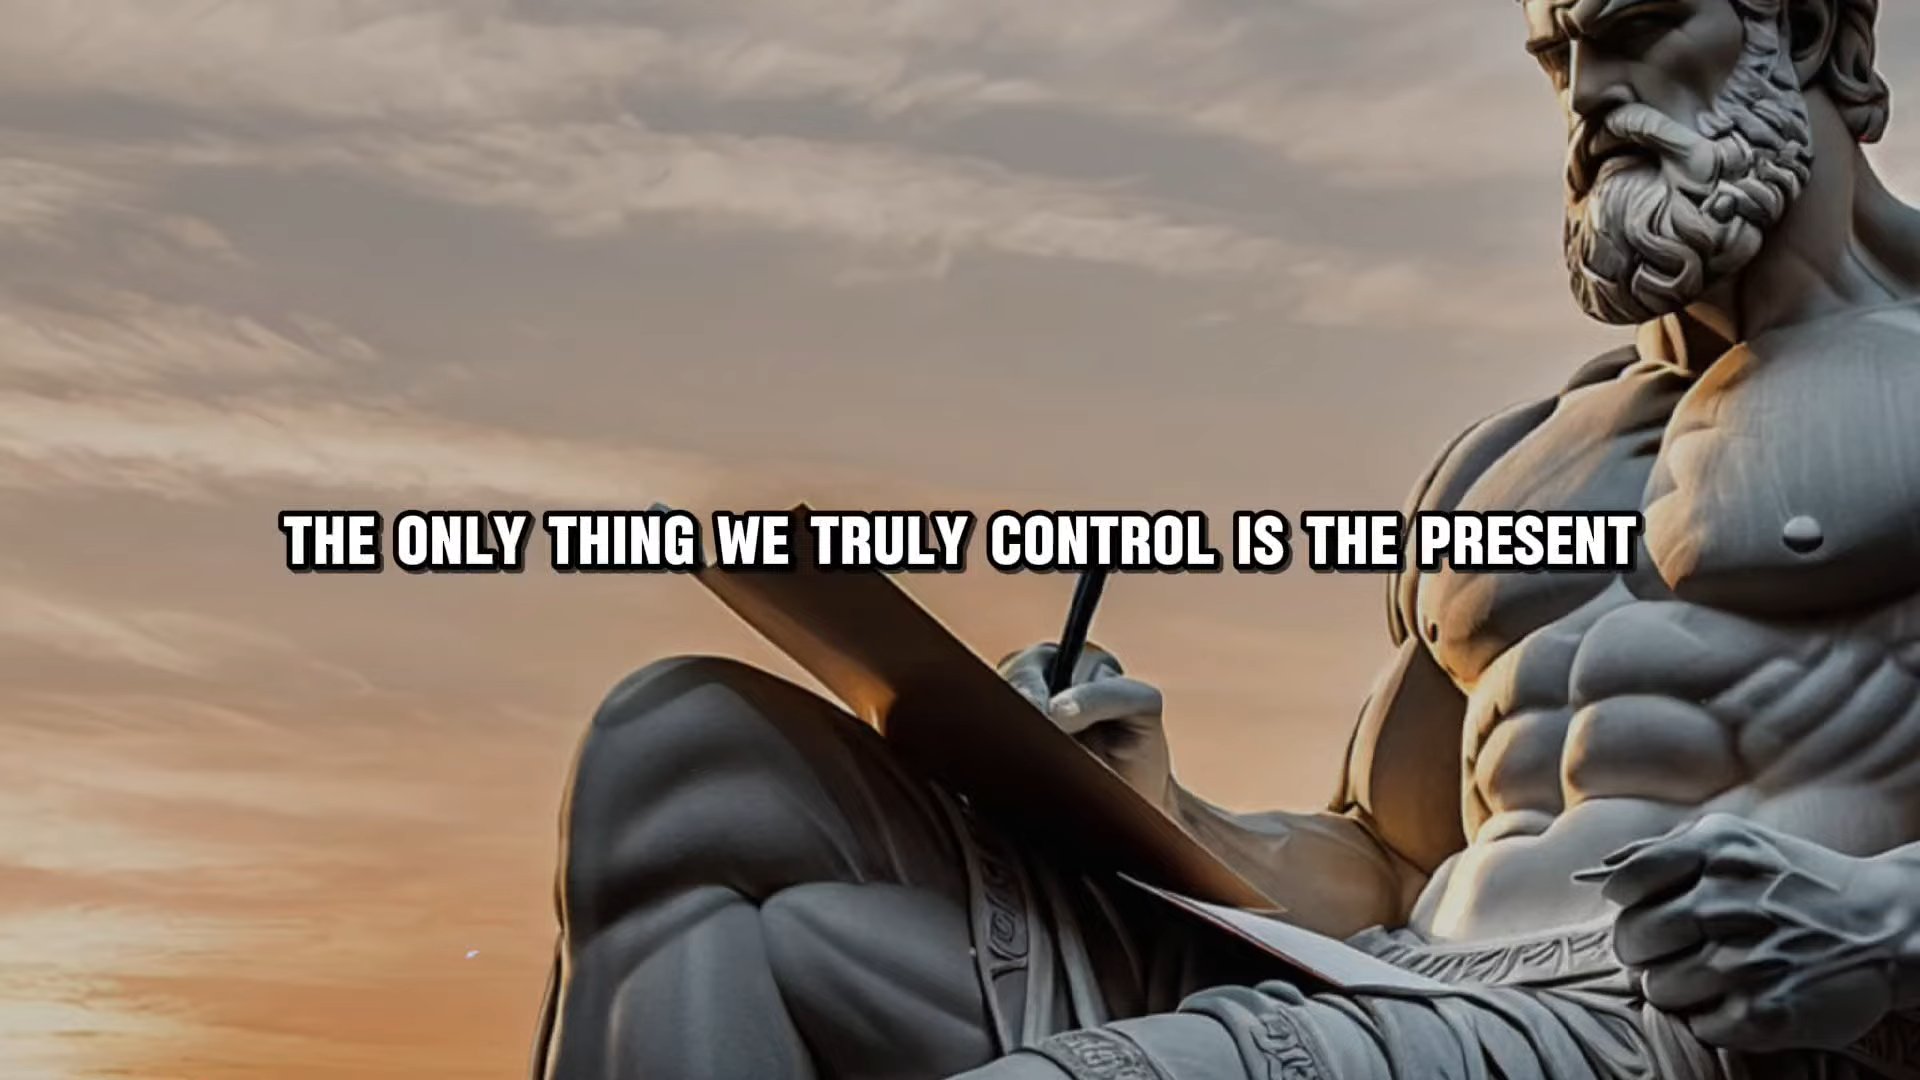 THE ONLY THING WE TRULY CONTROL IS THE PRESENT